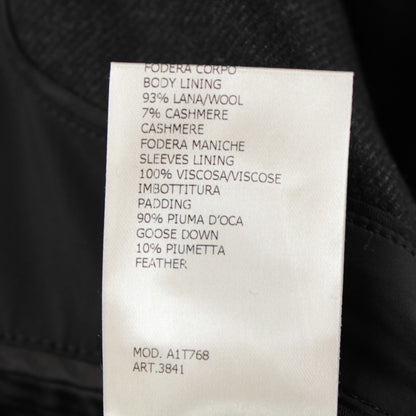 FODERA CORPO
BODY LINING
93% LANA/WOOL
7% CASHMERE
CASHMERE
FODERA MANICHE
SLEEVES LINING
100% VISCOSA/VISCOSE
IMBOTTITURA
PADDING
90% PIUMA D'OCA
GOOSE DOWN
10% PIUMETTA
FEATHER
MOD. A1T768
ART.3841